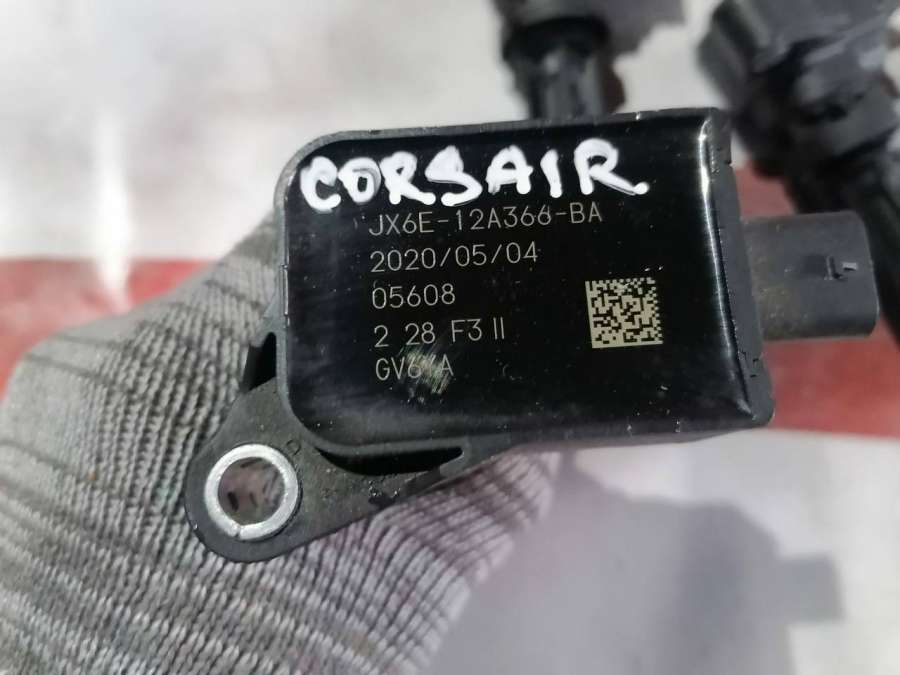 CORSAIR
JX6E-12A366-BA
2020/05/04
05608
2 28 F3 II